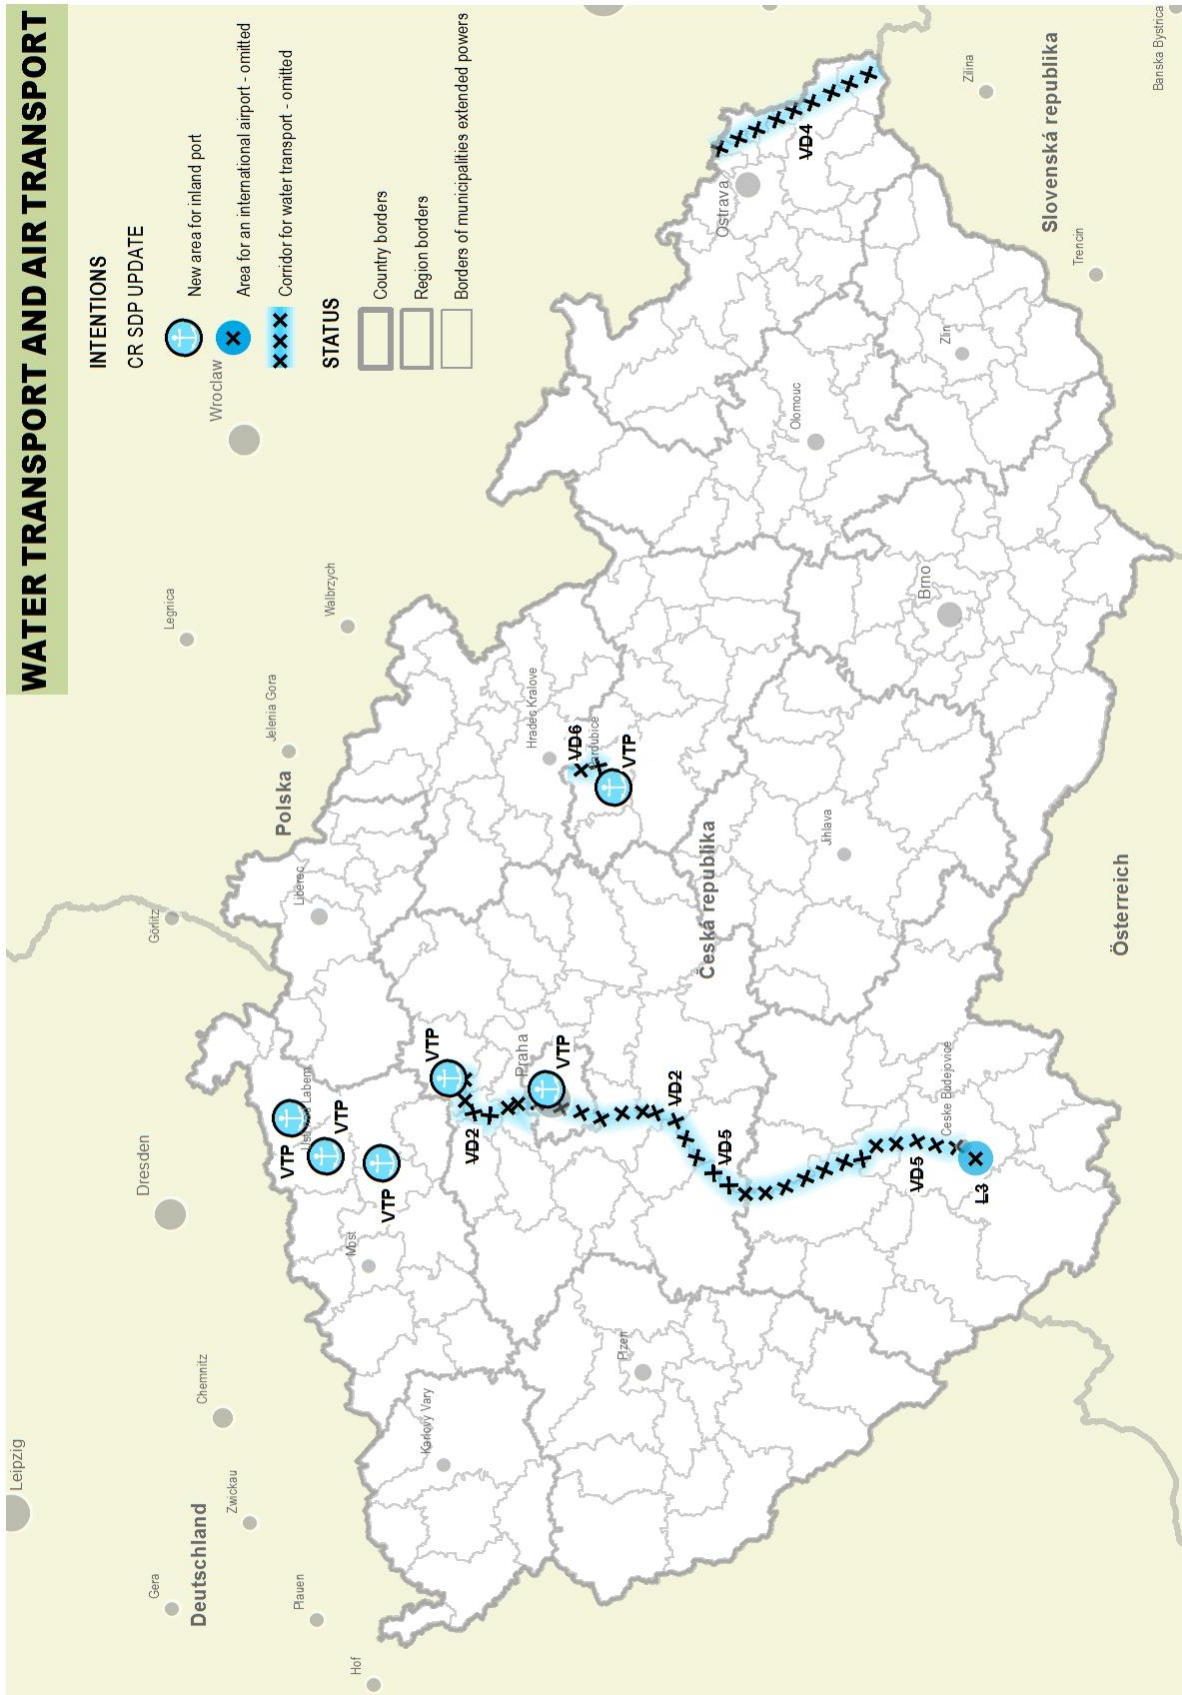 WATER TRANSPORT AND AIR TRANSPORT
INTENTIONS
CR SDP UPDATE
New area for inland port
Area for an international airport - omitted
Corridor for water transport - omitted
STATUS
Country borders
Region borders
Borders of municipalities extended powers
Leipzig
Gera
Deutschland
Zwickau
Chemnitz
Plauen
Hof
Dresden
Görlitz
Polska
Jelenia Gora
Legnica
Walbrzych
Wroclaw
Karlovy Vary
Most
VTP
VTP
VTP
Usti nad Labem
Liberec
VTP
VD2
Praha
VTP
Plzen
VD2
VD5
VD5
L3
Ceske Budejovice
Česká republika
Hradec Kralove
VD6
Pardubice
VTP
Jihlava
Brno
Olomouc
Zlin
Ostrava
VD4
Zilina
Slovenská republika
Trencin
Banska Bystrica
Österreich